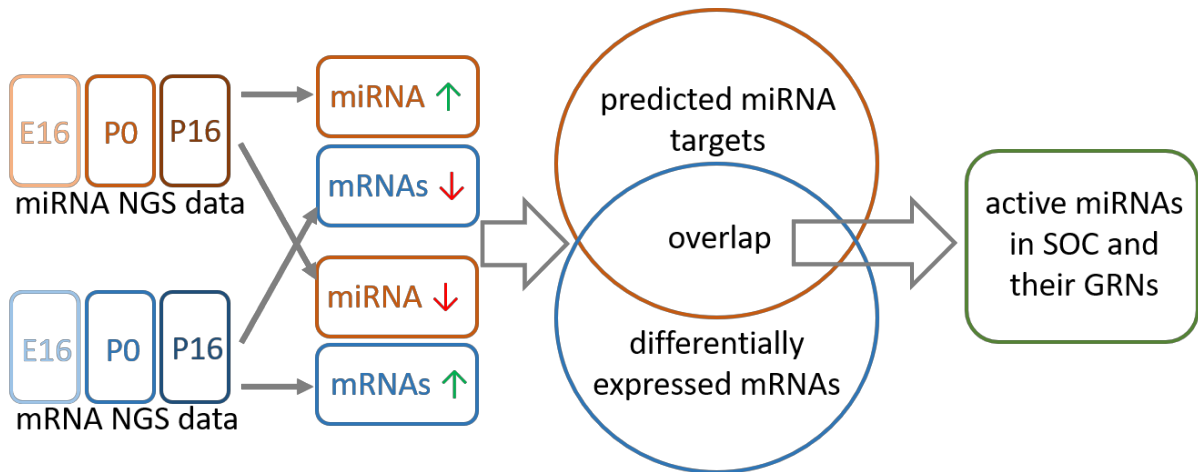 E16 P0 P16
miRNA NGS data
E16 P0 P16
mRNA NGS data
miRNA ↑
mRNAs ↓
miRNA ↓
mRNAs ↑
predicted miRNA
targets
overlap
differentially
expressed mRNAs
active miRNAs
in SOC and
their GRNs